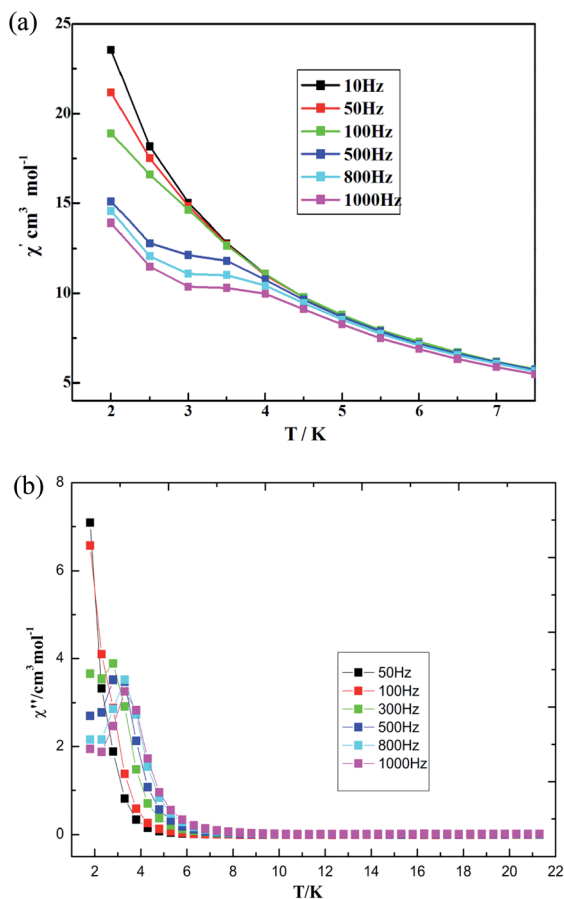 (a)
25
20
15
10
5
χ' cm³ mol⁻¹
10Hz
50Hz
100Hz
500Hz
800Hz
1000Hz
2 3 4 5 6 7
T / K
(b)
8
6
4
2
0
χ''/cm³mol⁻¹
50Hz
100Hz
300Hz
500Hz
800Hz
1000Hz
2 4 6 8 10 12 14 16 18 20 22
T/K